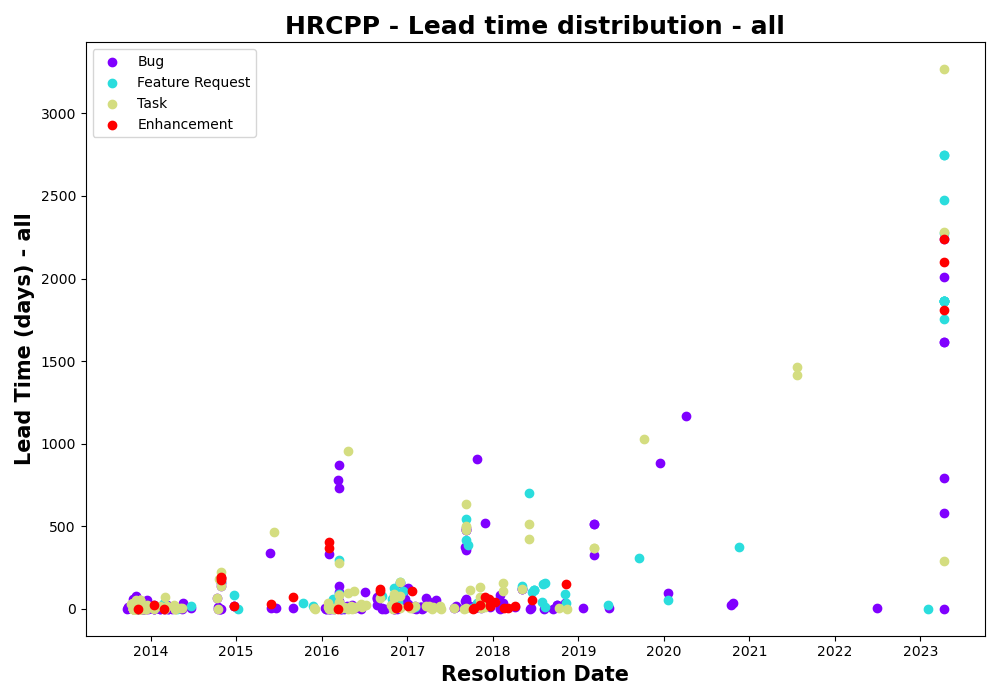 HRCPP - Lead time distribution - all
Bug
Feature Request
Task
Enhancement
Lead Time (days) - all
3000
2500
2000
1500
1000
500
0
2014 2015 2016 2017 2018 2019 2020 2021 2022 2023
Resolution Date